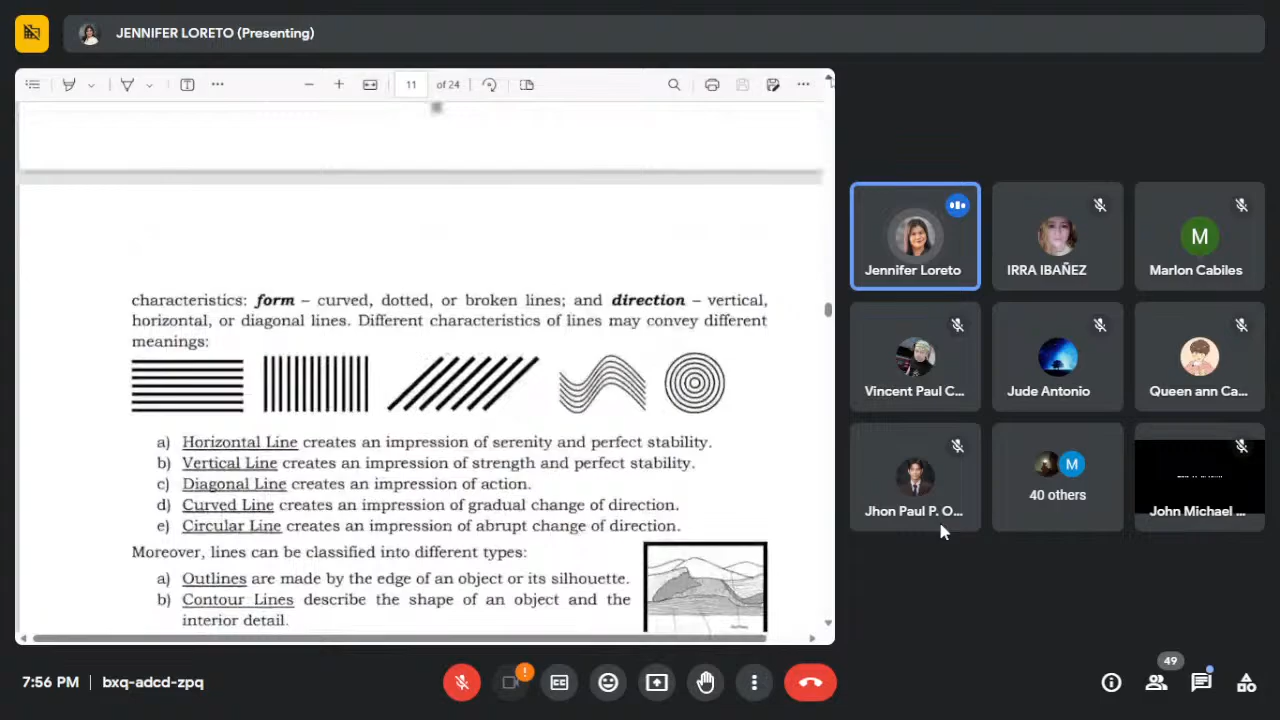 JENNIFER LORETO (Presenting)
11 of 24
characteristics: form – curved, dotted, or broken lines; and direction – vertical,
horizontal, or diagonal lines. Different characteristics of lines may convey different
meanings:
a) Horizontal Line creates an impression of serenity and perfect stability.
b) Vertical Line creates an impression of strength and perfect stability.
c) Diagonal Line creates an impression of action.
d) Curved Line creates an impression of gradual change of direction.
e) Circular Line creates an impression of abrupt change of direction.
Moreover, lines can be classified into different types:
a) Outlines are made by the edge of an object or its silhouette.
b) Contour Lines describe the shape of an object and the
interior detail.
Jennifer Loreto
IRRA IBAÑEZ
M
Marlon Cabiles
Vincent Paul C...
Jude Antonio
Queen ann Ca...
Jhon Paul P. O...
M
40 others
John Michael ...
7:56 PM | bxq-adcd-zpq
49